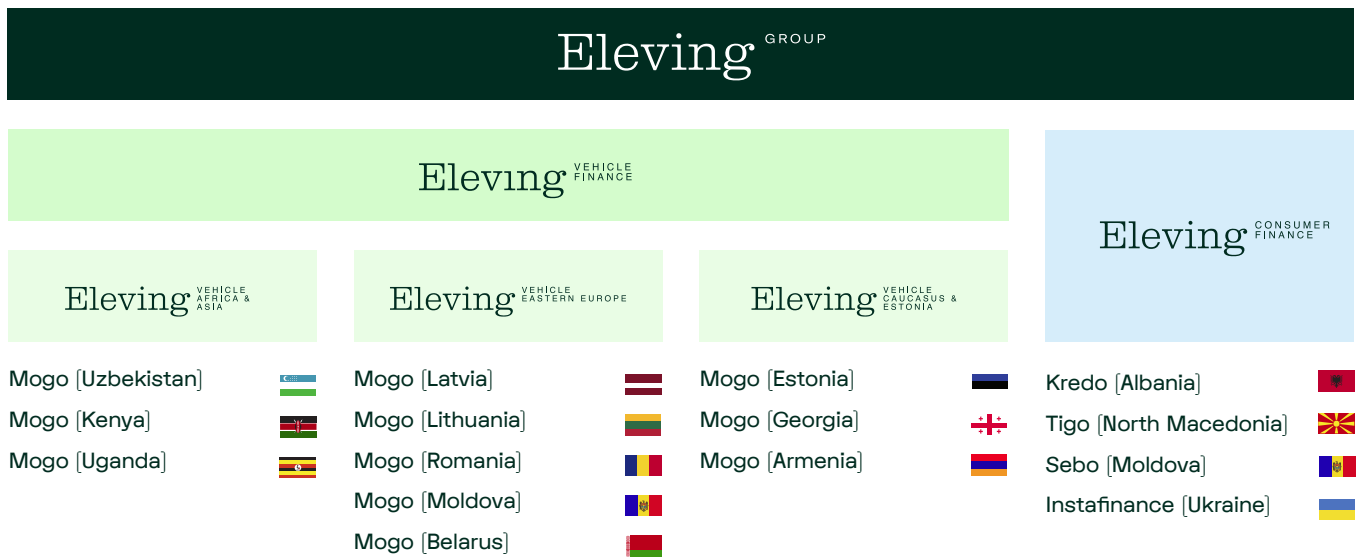 Eleving GROUP
Elevıng VEHICLE
FINANCE
Eleving CONSUMER
FINANCE
Eleving VEHICLE
AFRICA &
ASIA
Eleving VEHICLE
EASTERN EUROPE
Eleving VEHICLE
CAUCASUS &
ESTONIA
Mogo [Uzbekistan]
Mogo [Kenya]
Mogo [Uganda]
Mogo [Latvia]
Mogo [Lithuania]
Mogo [Romania]
Mogo [Moldova]
Mogo [Belarus]
Mogo [Estonia]
Mogo [Georgia]
Mogo [Armenia]
Kredo [Albania]
Tigo [North Macedonia]
Sebo [Moldova]
Instafinance [Ukraine]